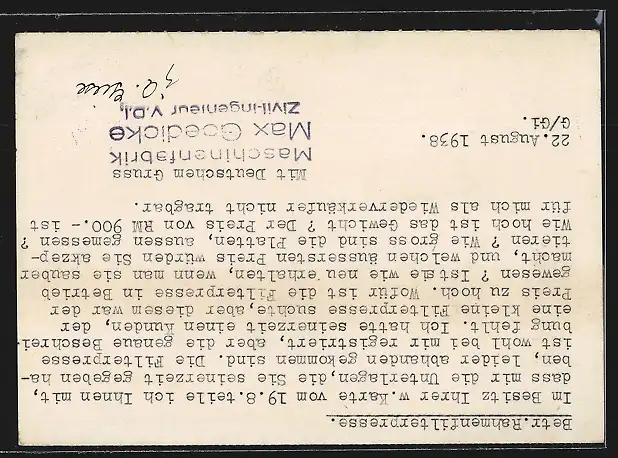 Betr.Rahmenfilterpresse.
Im Besitz Ihrer w.Karte vom 19.8.teile ich Ihnen mit,
dass mir die Unterlagen,die Sie seinerzeit gegeben ha-
ben, leider abhanden gekommen sind. Die Filterpresse
ist wohl bei mir registriert, aber die genaue Beschrei-
bung fehlt. Ich hatte seinerzeit einen Kunden, der
eine kleine Filterpresse suchte,aber diesem war der
Preis zu hoch. Wofür ist die Filterpresse in Betrieb
gewesen ? Ist sie wie neu erhalten, wenn man sie sauber
macht, und welchen äussersten Preis würden Sie akzep-
tieren ? Wie gross sind die Platten, aussen gemessen ?
Wie hoch ist das Gewicht ? Der Preis von RM 900.- ist
für mich als Wiederverkäufer nicht tragbar.
Mit Deutschem Gruss
22.August 1938.
G/Gi.
Maschinenfabrik
Max Goedicke
Zivil-Ingenieur V.D.I.